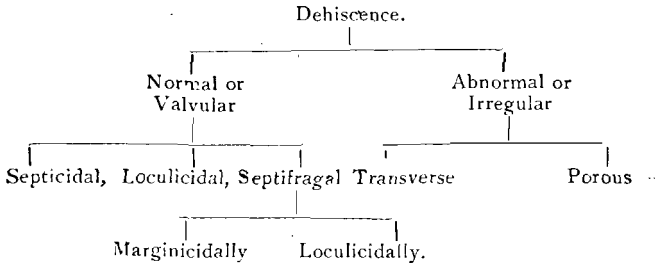 Dehiscence.
Normal or Abnormal or
Valvular Irregular
Septicidal, Loculicidal, Septifragal Transverse Porous
Marginicidally Loculicidally.